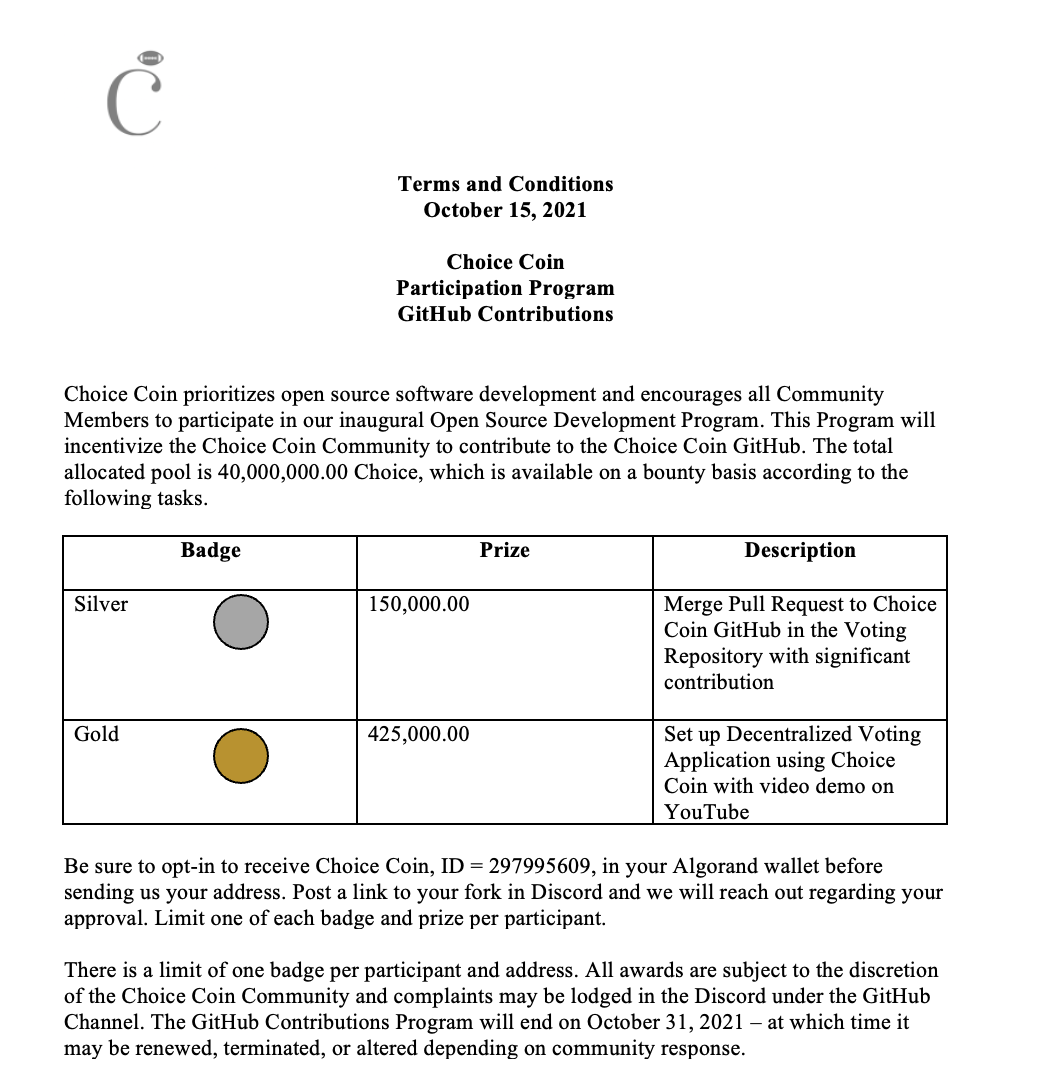 Terms and Conditions
October 15, 2021
Choice Coin
Participation Program
GitHub Contributions
Choice Coin prioritizes open source software development and encourages all Community
Members to participate in our inaugural Open Source Development Program. This Program will
incentivize the Choice Coin Community to contribute to the Choice Coin GitHub. The total
allocated pool is 40,000,000.00 Choice, which is available on a bounty basis according to the
following tasks.
Badge Prize Description
Silver 150,000.00 Merge Pull Request to Choice
Coin GitHub in the Voting
Repository with significant
contribution
Gold 425,000.00 Set up Decentralized Voting
Application using Choice
Coin with video demo on
YouTube
Be sure to opt-in to receive Choice Coin, ID = 297995609, in your Algorand wallet before
sending us your address. Post a link to your fork in Discord and we will reach out regarding your
approval. Limit one of each badge and prize per participant.
There is a limit of one badge per participant and address. All awards are subject to the discretion
of the Choice Coin Community and complaints may be lodged in the Discord under the GitHub
Channel. The GitHub Contributions Program will end on October 31, 2021 – at which time it
may be renewed, terminated, or altered depending on community response.